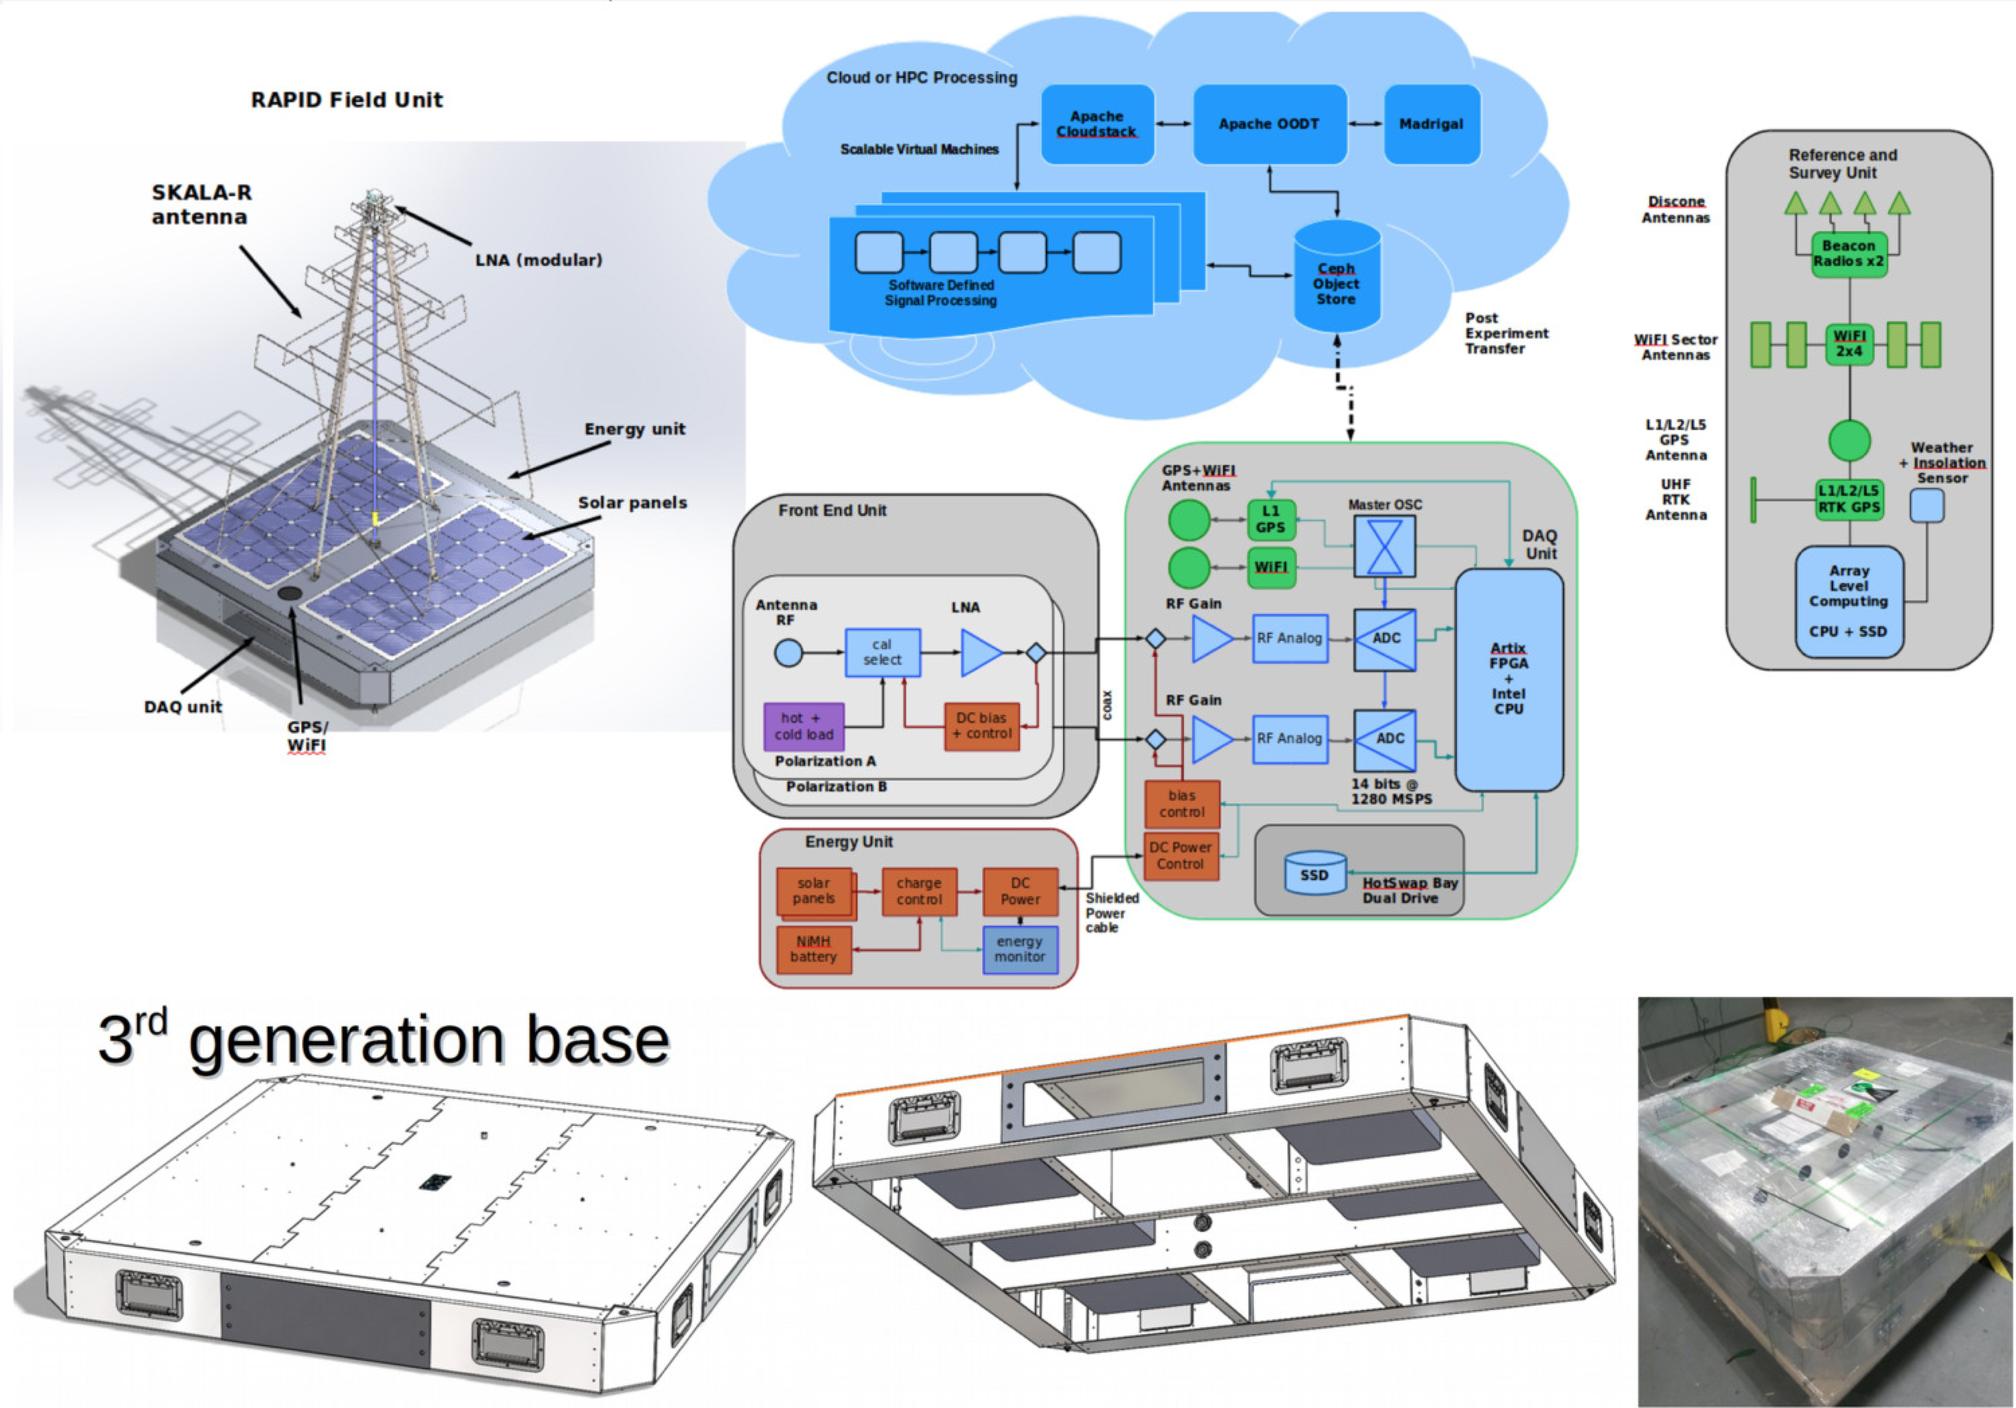 RAPID Field Unit
SKALA-R
antenna
LNA (modular)
Energy unit
Solar panels
DAQ unit
GPS/
WiFI
Cloud or HPC Processing
Apache
Cloudstack
Apache OODT
Madrigal
Scalable Virtual Machines
Software Defined
Signal Processing
Ceph
Object
Store
Post
Experiment
Transfer
Front End Unit
Antenna
RF
LNA
cal
select
hot +
cold load
DC bias
+ control
Polarization A
Polarization B
coax
GPS+WiFI
Antennas
L1
GPS
WiFI
Master OSC
DAQ
Unit
RF Gain
RF Analog
ADC
RF Gain
RF Analog
ADC
14 bits @
1280 MSPS
Artix
FPGA
+
Intel
CPU
bias
control
DC Power
Control
SSD
HotSwap Bay
Dual Drive
Energy Unit
solar
panels
charge
control
DC
Power
NiMH
battery
energy
monitor
Shielded
Power
cable
Reference and
Survey Unit
Discone
Antennas
Beacon
Radios x2
WiFI Sector
Antennas
WiFI
2x4
L1/L2/L5
GPS
Antenna
Weather
+ Insolation
Sensor
UHF
RTK
Antenna
L1/L2/L5
RTK GPS
Array
Level
Computing
CPU + SSD
3rd generation base